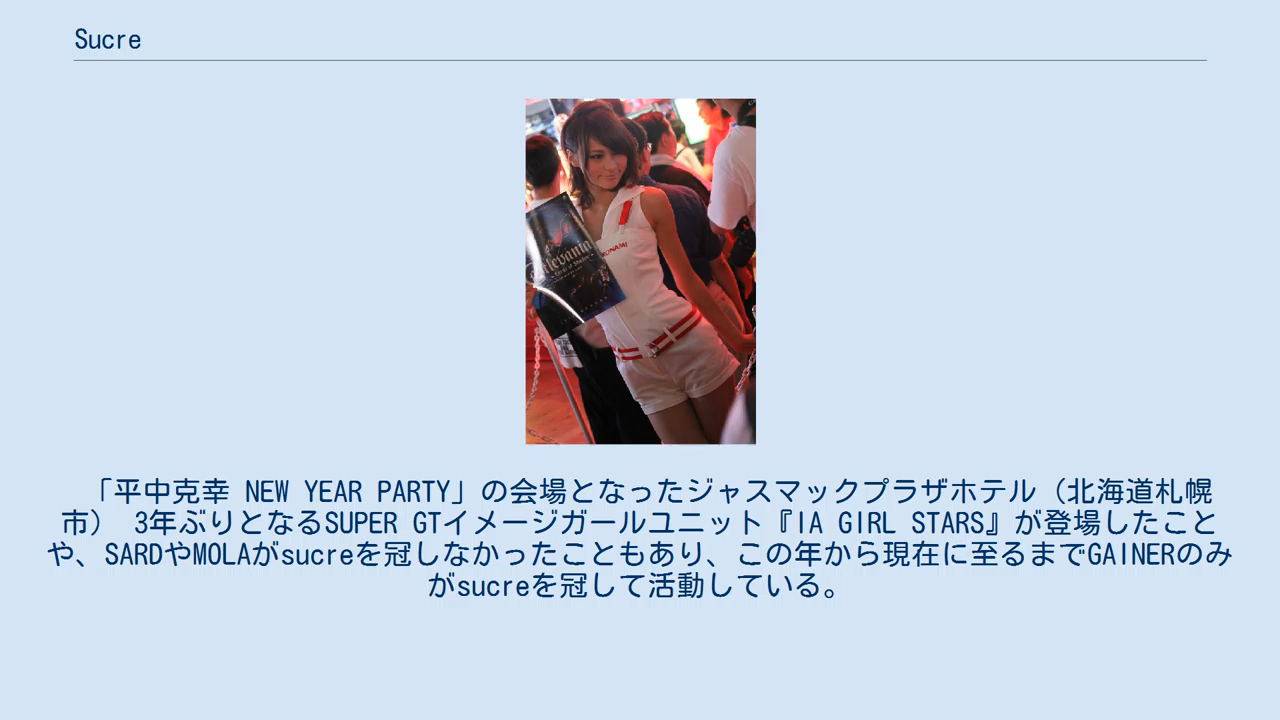 Sucre
KONAMI
「平中克幸 NEW YEAR PARTY」の会場となったジャスマックプラザホテル（北海道札幌
市） 3年ぶりとなるSUPER GTイメージガールユニット『IA GIRL STARS』が登場したこと
や、SARDやMOLAがsucreを冠しなかったこともあり、この年から現在に至るまでGAINERのみ
がsucreを冠して活動している。